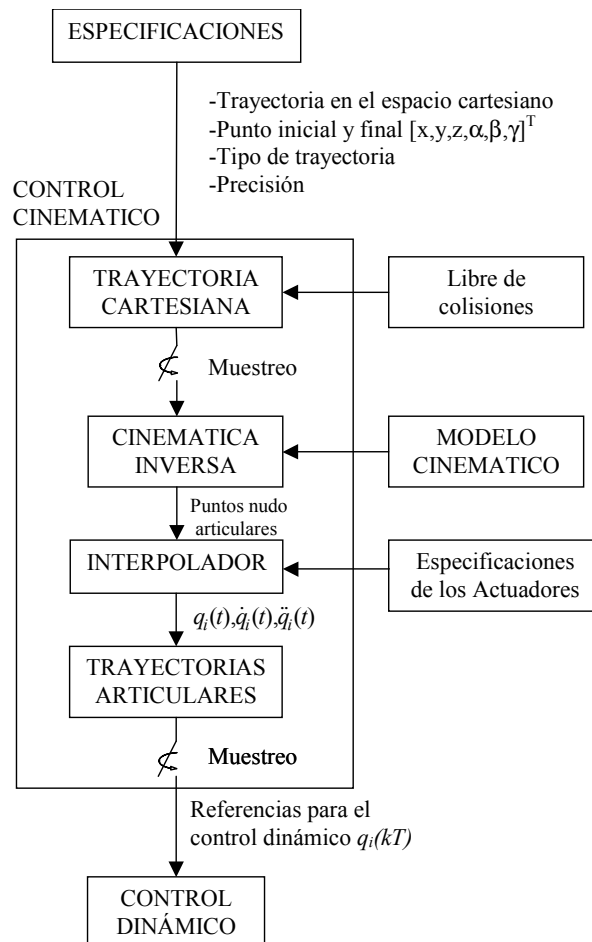 ESPECIFICACIONES
-Trayectoria en el espacio cartesiano
-Punto inicial y final [x,y,z,α,β,γ]ᵀ
-Tipo de trayectoria
-Precisión
CONTROL
CINEMATICO
TRAYECTORIA
CARTESIANA
Libre de
colisiones
Muestreo
CINEMATICA
INVERSA
MODELO
CINEMATICO
Puntos nudo
articulares
INTERPOLADOR
Especificaciones
de los Actuadores
qᵢ(t),q̇ᵢ(t),q̈ᵢ(t)
TRAYECTORIAS
ARTICULARES
Muestreo
Referencias para el
control dinámico qᵢ(kT)
CONTROL
DINÁMICO